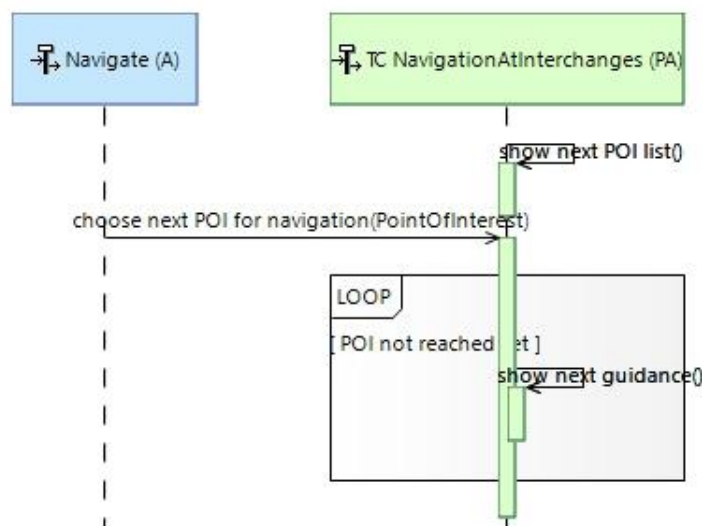 Navigate (A)
TC NavigationAtInterchanges (PA)
show next POI list()
choose next POI for navigation(PointOfInterest)
LOOP
[ POI not reached yet ]
show next guidance()